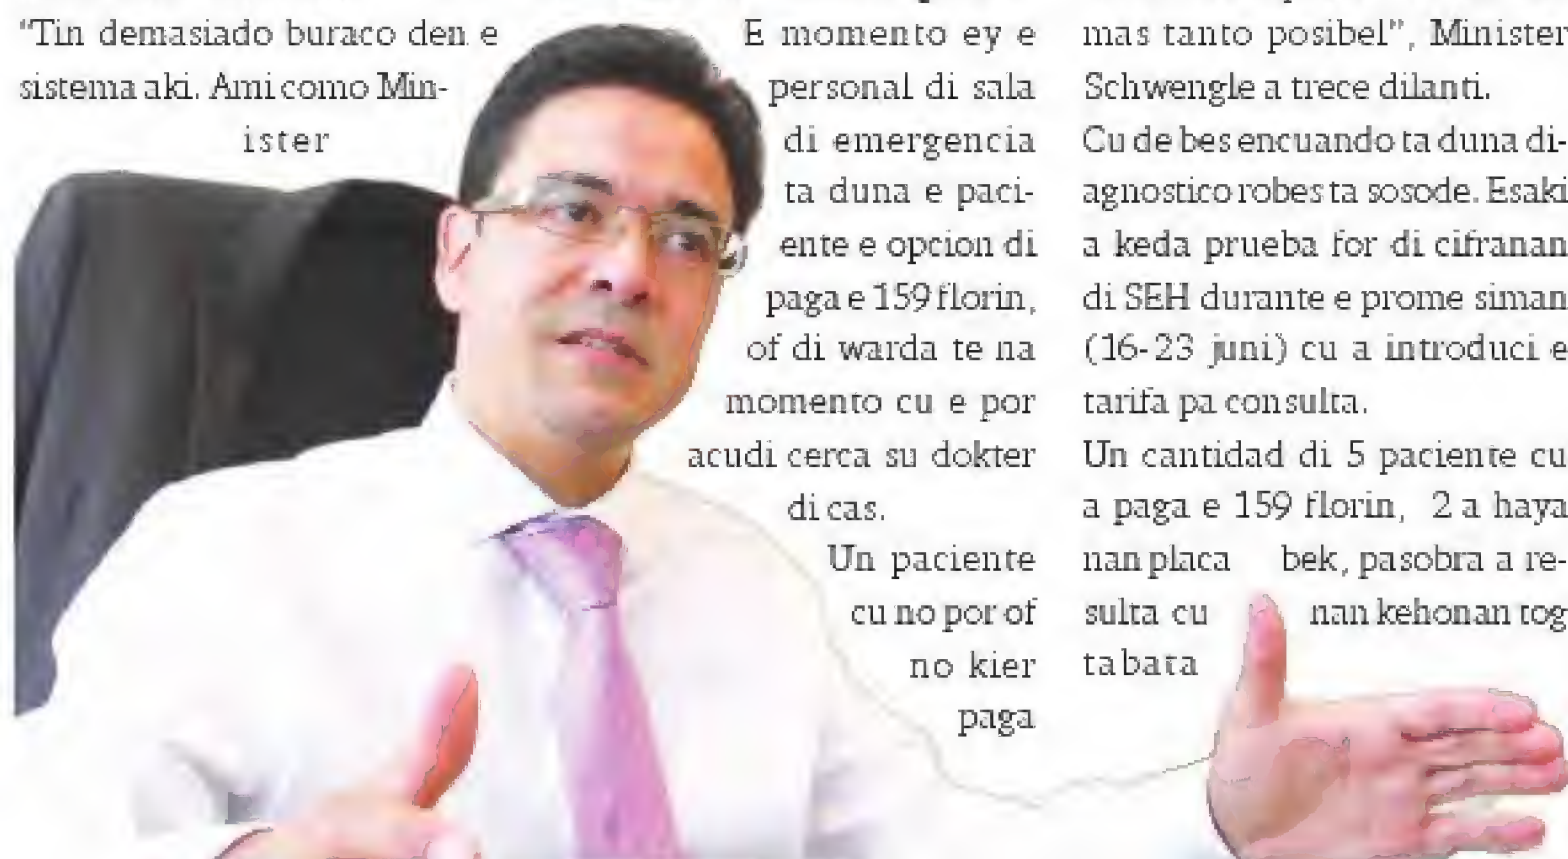 "Tin demasiado buraco den e
sistema aki. Ami como Min-
ister
E momento ey e
personal di sala
di emergencia
ta duna e paci-
ente e opcion di
paga e 159 florin,
of di warda te na
momento cu e por
acudi cerca su dokter
di cas.
Un paciente
cu no por of
no kier
paga
mas tanto posibel", Minister
Schwengle a trece dilanti.
Cu de bes encuando ta duna di-
agnostico robes ta sosode. Esaki
a keda prueba for di cifranan
di SEH durante e prome siman
(16-23 juni) cu a introduci e
tarifa pa consulta.
Un cantidad di 5 paciente cu
a paga e 159 florin, 2 a haya
nan placa bek, pasobra a re-
sulta cu nan kehonan tog
tabata